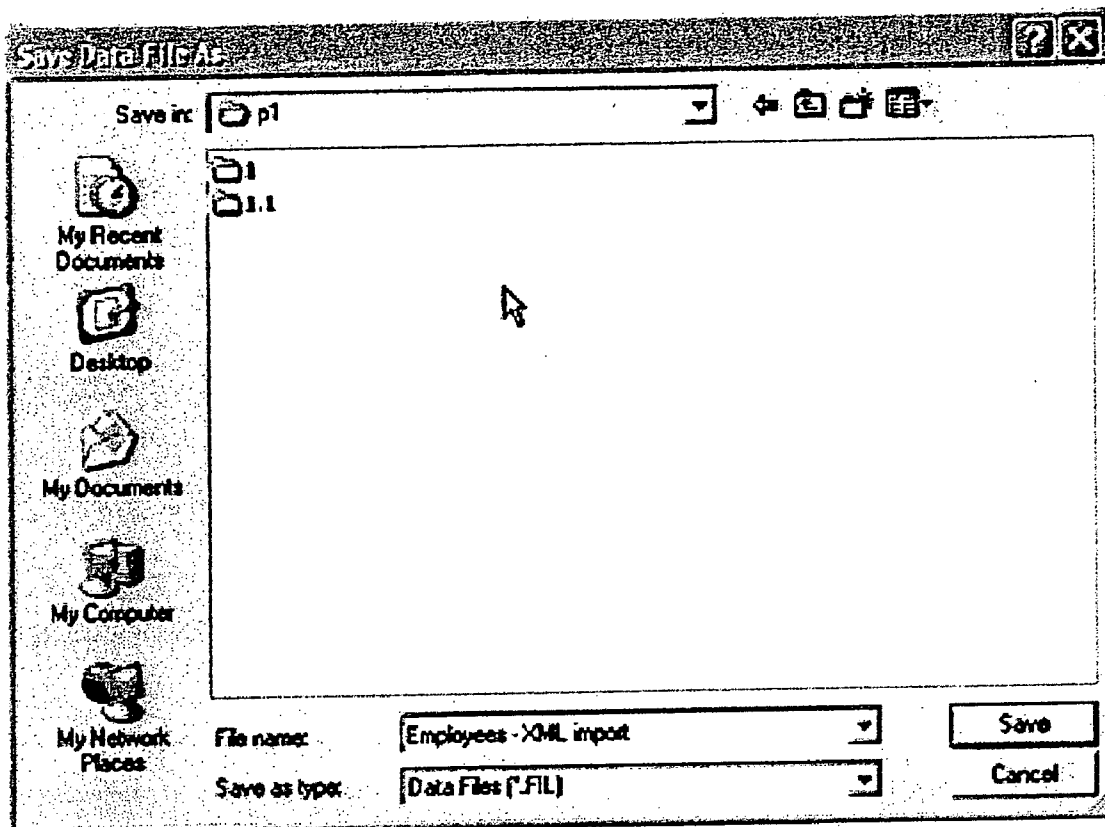 Save Data File As
Save in: p1
1
1.1
My Recent
Documents
Desktop
My Documents
My Computer
My Network
Places
File name: Employees - XML import
Save
Save as type: Data Files (*.FIL)
Cancel